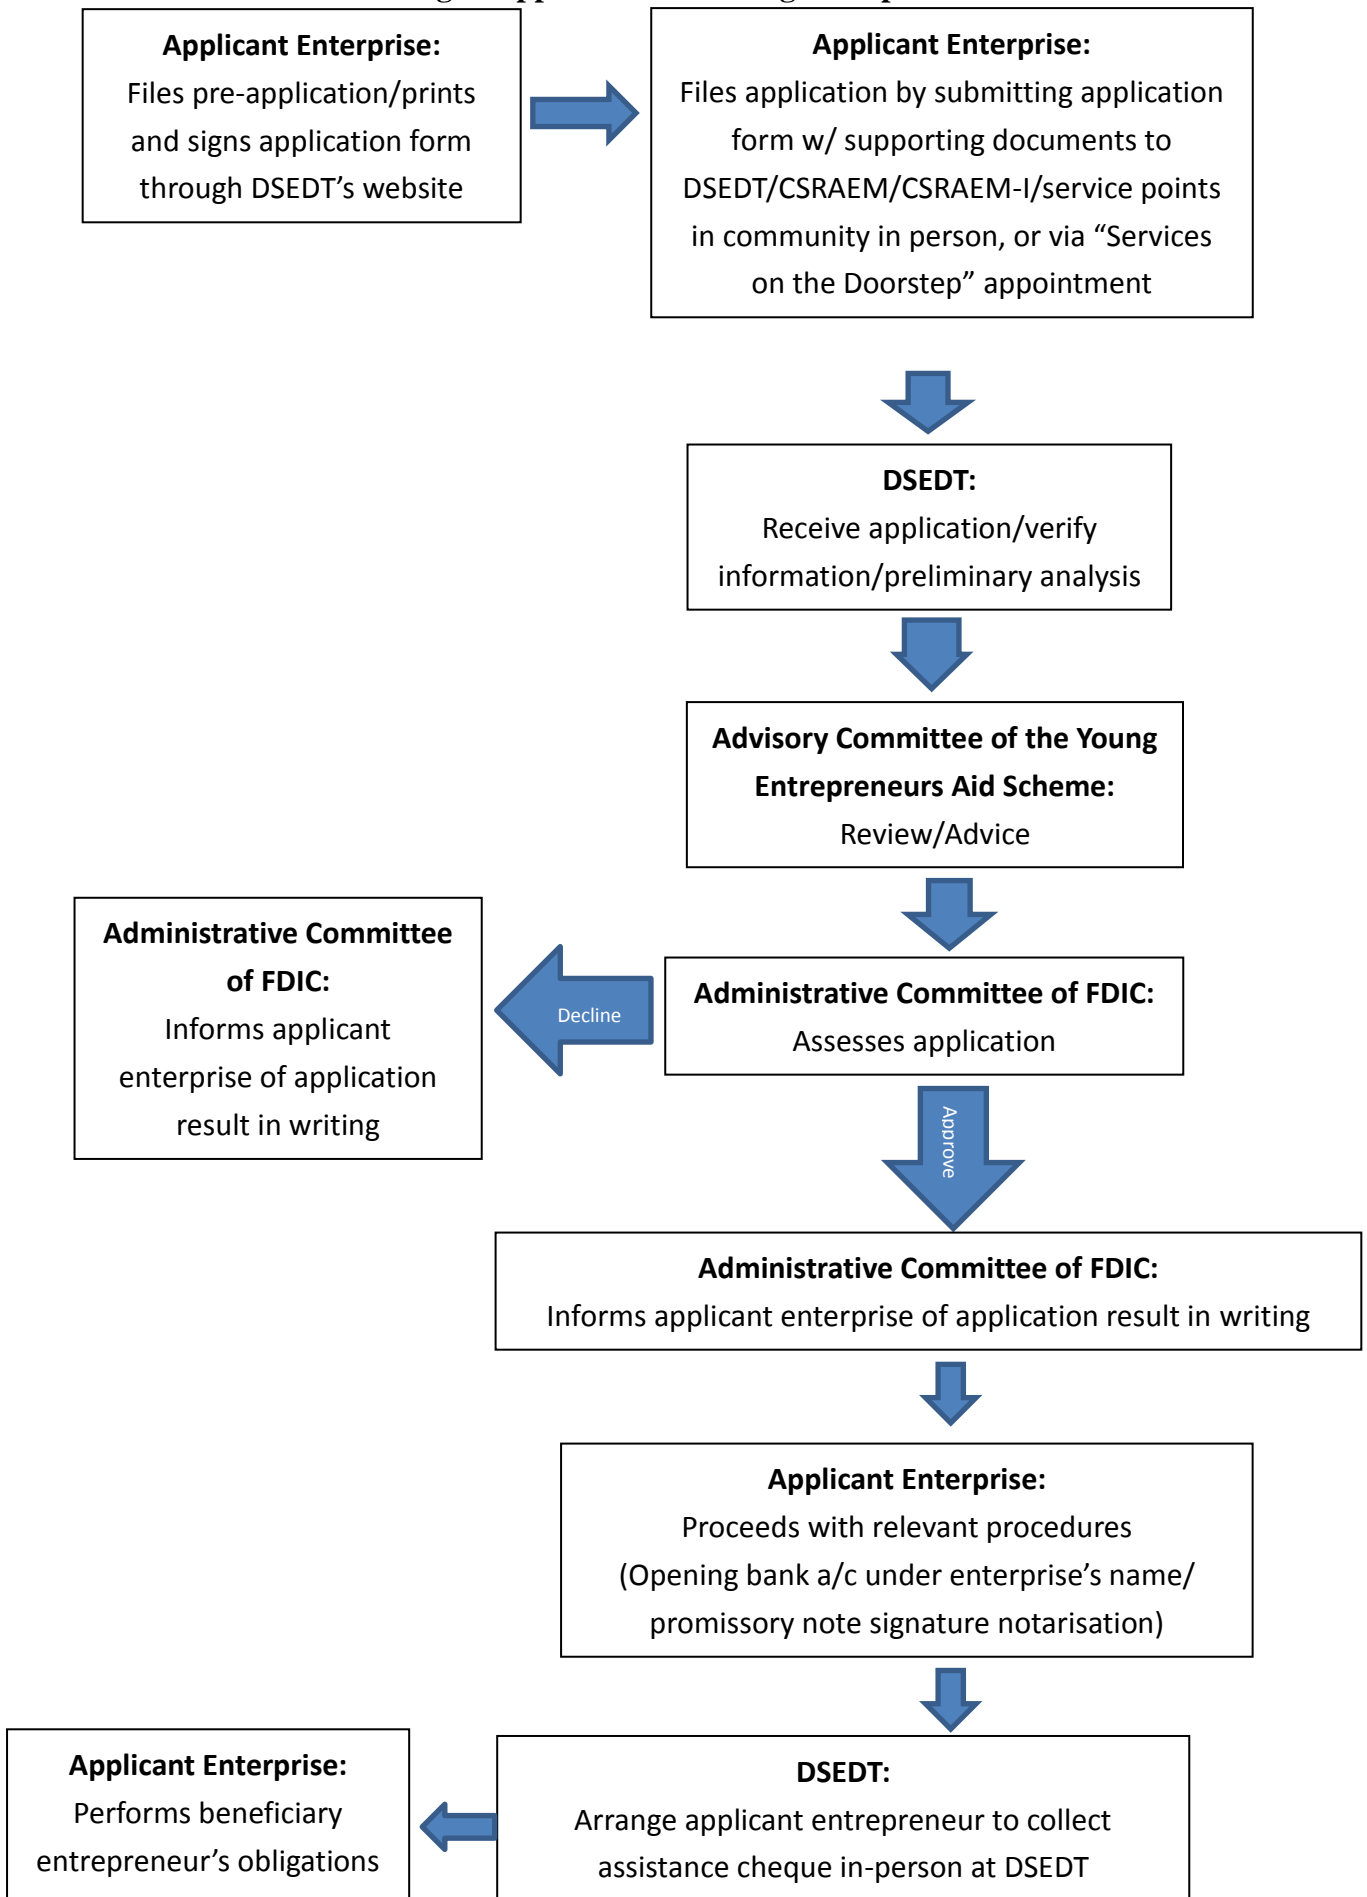 Applicant Enterprise:
Files pre-application/prints
and signs application form
through DSEDT’s website
Applicant Enterprise:
Files application by submitting application
form w/ supporting documents to
DSEDT/CSRAEM/CSRAEM-I/service points
in community in person, or via “Services
on the Doorstep” appointment
DSEDT:
Receive application/verify
information/preliminary analysis
Advisory Committee of the Young
Entrepreneurs Aid Scheme:
Review/Advice
Administrative Committee of FDIC:
Assesses application
Decline
Administrative Committee
of FDIC:
Informs applicant
enterprise of application
result in writing
Approve
Administrative Committee of FDIC:
Informs applicant enterprise of application result in writing
Applicant Enterprise:
Proceeds with relevant procedures
(Opening bank a/c under enterprise’s name/
promissory note signature notarisation)
DSEDT:
Arrange applicant entrepreneur to collect
assistance cheque in-person at DSEDT
Applicant Enterprise:
Performs beneficiary
entrepreneur’s obligations